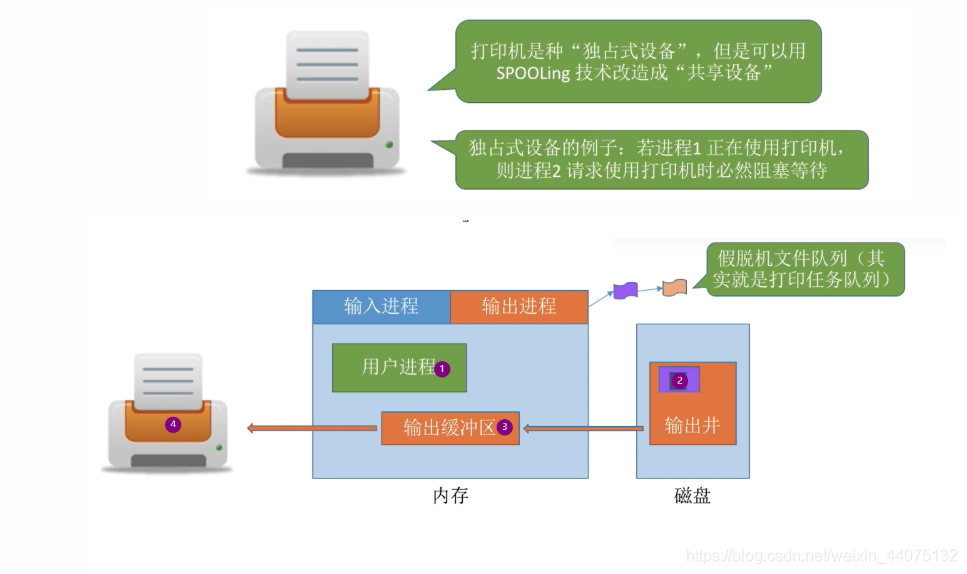 打印机是种“独占式设备”，但是可以用
SPOOLing 技术改造成“共享设备”
独占式设备的例子：若进程1 正在使用打印机，
则进程2 请求使用打印机时必然阻塞等待
假脱机文件队列（其
实就是打印任务队列）
输入进程
输出进程
用户进程
1
2
输出井
输出缓冲区
3
4
内存
磁盘
https://blog.csdn.net/weixin_44075132